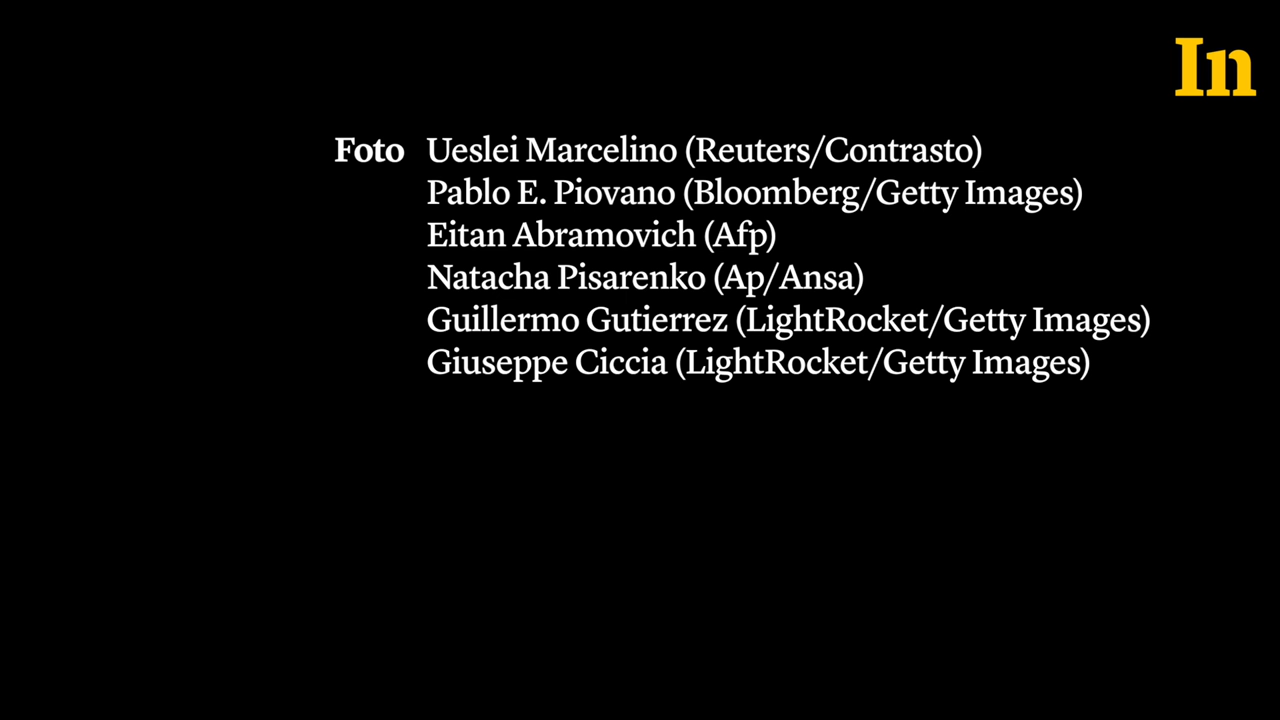 In
Foto Ueslei Marcelino (Reuters/Contrasto)
Pablo E. Piovano (Bloomberg/Getty Images)
Eitan Abramovich (Afp)
Natacha Pisarenko (Ap/Ansa)
Guillermo Gutierrez (LightRocket/Getty Images)
Giuseppe Ciccia (LightRocket/Getty Images)